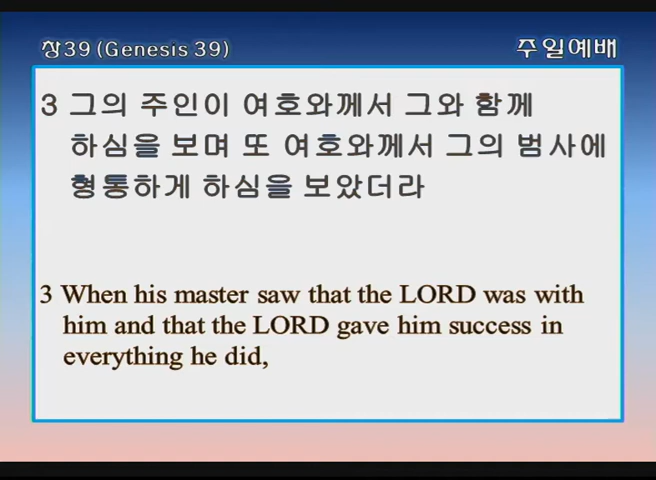 창39 (Genesis 39)
주일예배
3 그의 주인이 여호와께서 그와 함께
하심을 보며 또 여호와께서 그의 범사에
형통하게 하심을 보았더라
3 When his master saw that the LORD was with
him and that the LORD gave him success in
everything he did,